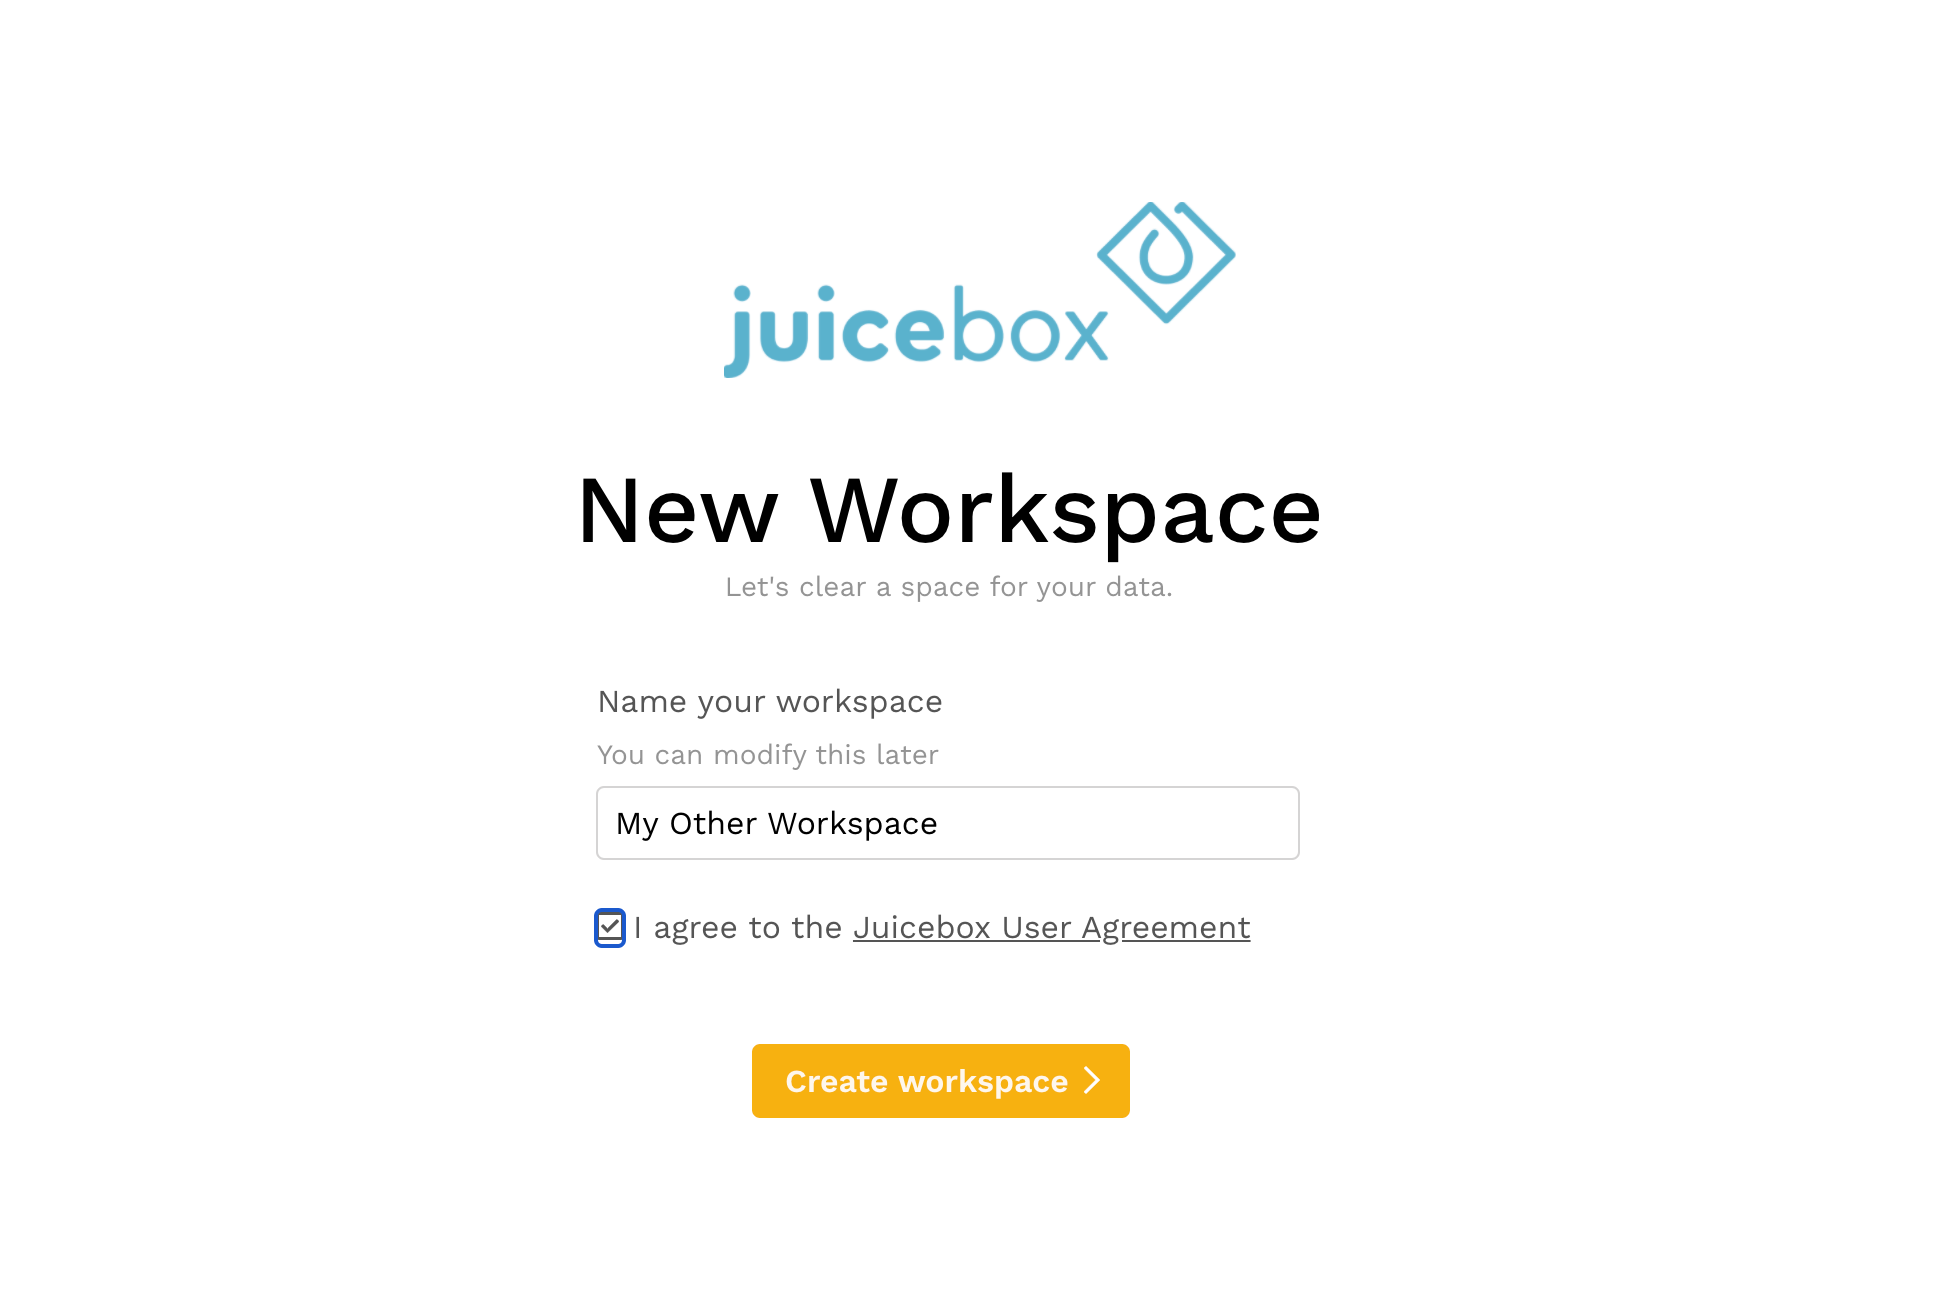 juicebox
New Workspace
Let's clear a space for your data.
Name your workspace
You can modify this later
My Other Workspace
I agree to the Juicebox User Agreement
Create workspace